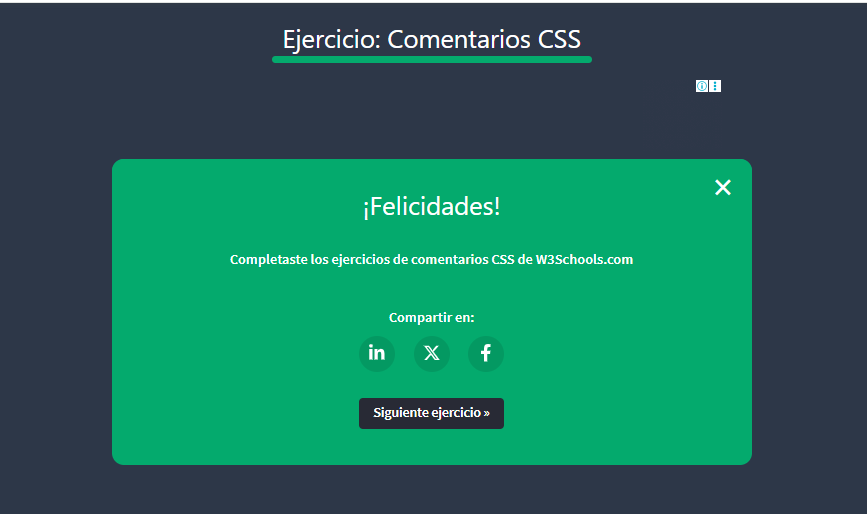 Ejercicio: Comentarios CSS
¡Felicidades!
Completaste los ejercicios de comentarios CSS de W3Schools.com
Compartir en:
in
X
f
Siguiente ejercicio »